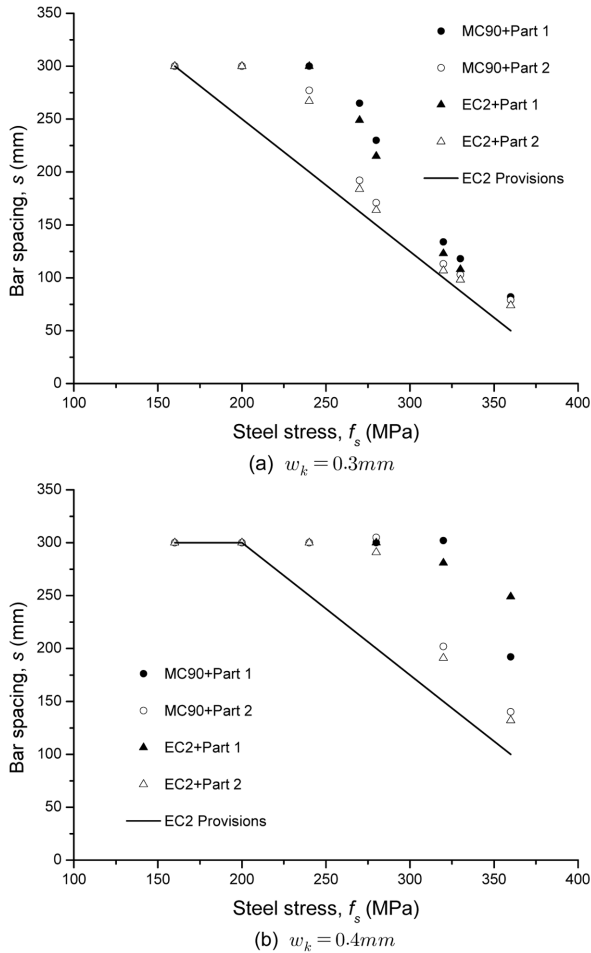 350
300
250
200
150
100
50
0
Bar spacing, s (mm)
MC90+Part 1
MC90+Part 2
EC2+Part 1
EC2+Part 2
EC2 Provisions
100 150 200 250 300 350 400
Steel stress, fs (MPa)
(a) wk = 0.3mm
350
300
250
200
150
100
50
0
Bar spacing, s (mm)
MC90+Part 1
MC90+Part 2
EC2+Part 1
EC2+Part 2
EC2 Provisions
100 150 200 250 300 350 400
Steel stress, fs (MPa)
(b) wk = 0.4mm